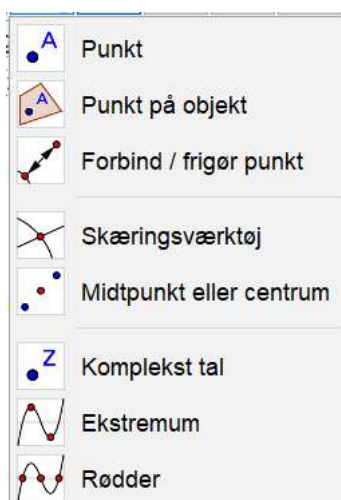 A Punkt
A Punkt på objekt
Forbind / frigør punkt
Skæringsværktøj
Midtpunkt eller centrum
Z Komplekst tal
Ekstremum
Rødder